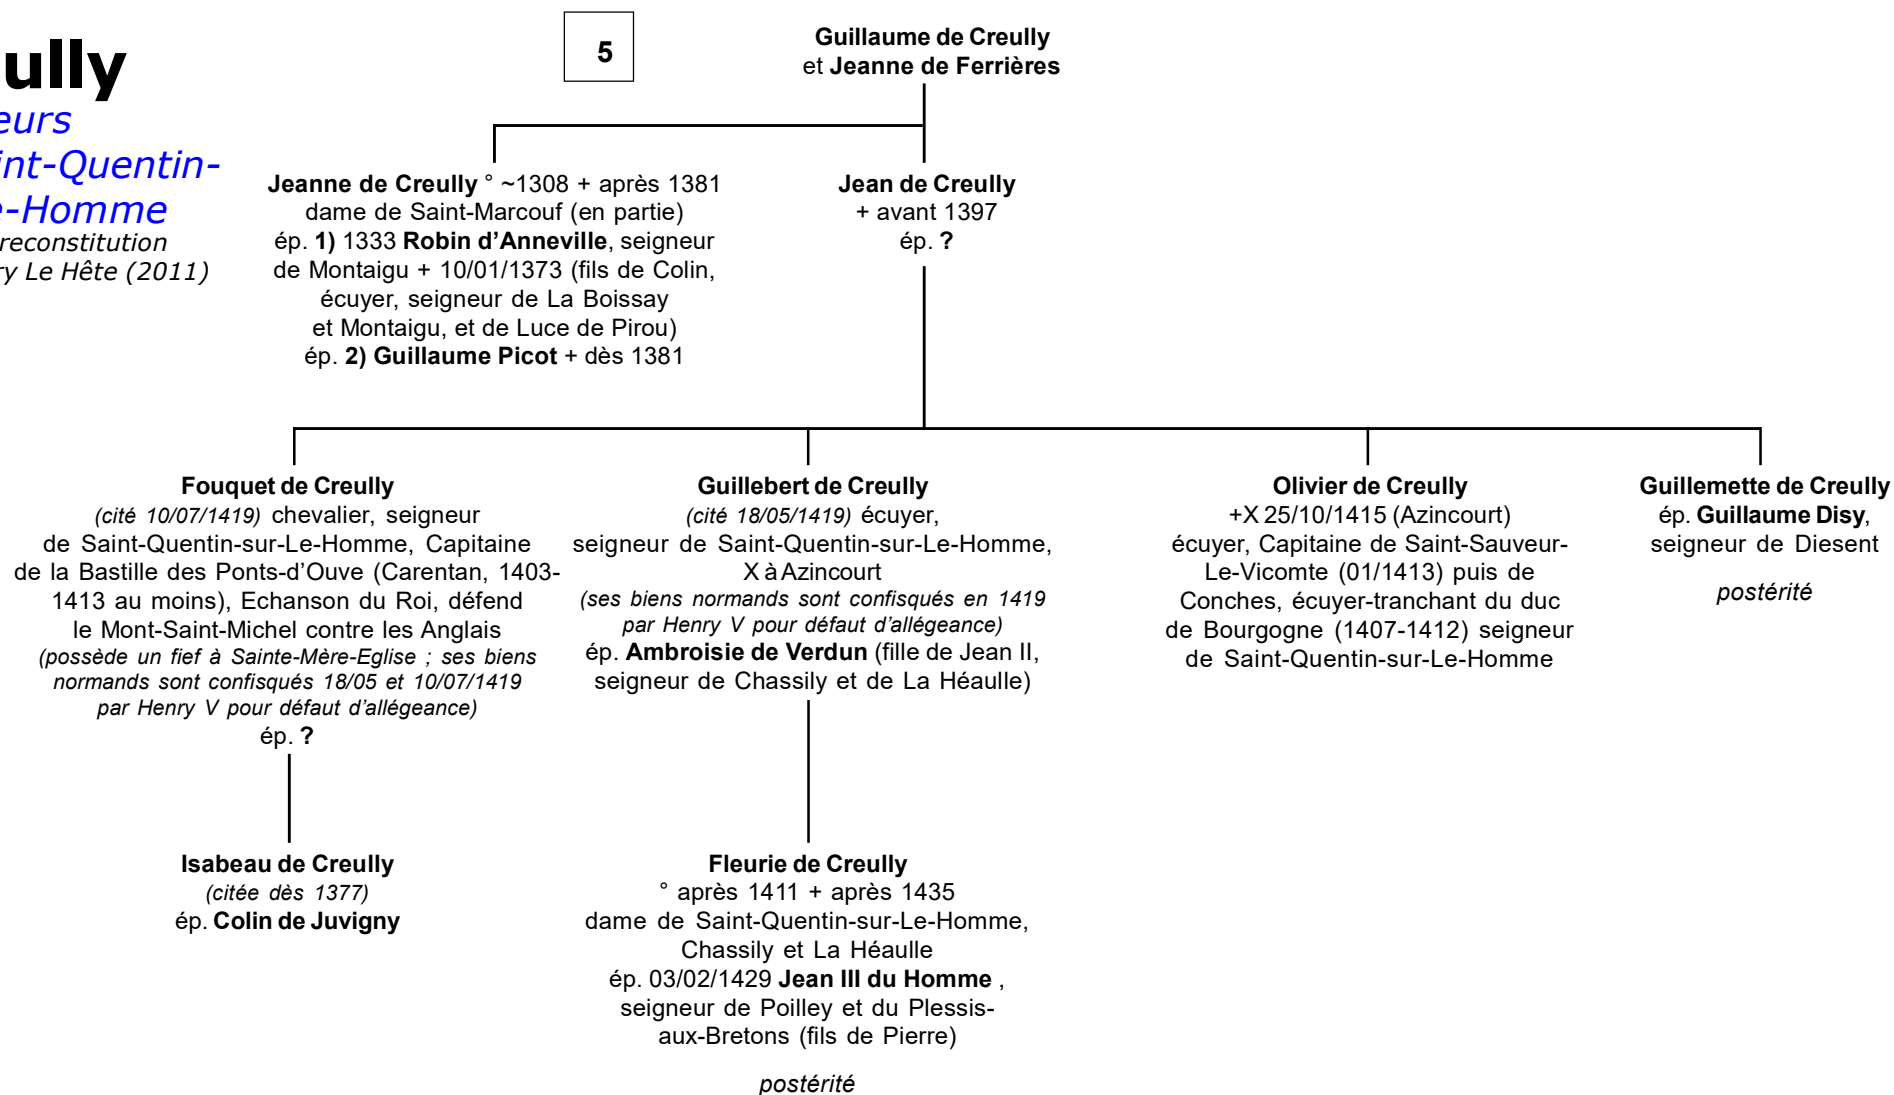 ully
eurs
int-Quentin-
e-Homme
reconstitution
ry Le Hête (2011)
5
Guillaume de Creully
et Jeanne de Ferrières
Jeanne de Creully ° ~1308 + après 1381
dame de Saint-Marcouf (en partie)
ép. 1) 1333 Robin d’Anneville, seigneur
de Montaigu + 10/01/1373 (fils de Colin,
écuyer, seigneur de La Boissay
et Montaigu, et de Luce de Pirou)
ép. 2) Guillaume Picot + dès 1381
Jean de Creully
+ avant 1397
ép. ?
Fouquet de Creully
(cité 10/07/1419) chevalier, seigneur
de Saint-Quentin-sur-Le-Homme, Capitaine
de la Bastille des Ponts-d’Ouve (Carentan, 1403-
1413 au moins), Echanson du Roi, défend
le Mont-Saint-Michel contre les Anglais
(possède un fief à Sainte-Mère-Eglise ; ses biens
normands sont confisqués 18/05 et 10/07/1419
par Henry V pour défaut d’allégeance)
ép. ?
Guillebert de Creully
(cité 18/05/1419) écuyer,
seigneur de Saint-Quentin-sur-Le-Homme,
X à Azincourt
(ses biens normands sont confisqués en 1419
par Henry V pour défaut d’allégeance)
ép. Ambroisie de Verdun (fille de Jean II,
seigneur de Chassily et de La Héaulle)
Olivier de Creully
+X 25/10/1415 (Azincourt)
écuyer, Capitaine de Saint-Sauveur-
Le-Vicomte (01/1413) puis de
Conches, écuyer-tranchant du duc
de Bourgogne (1407-1412) seigneur
de Saint-Quentin-sur-Le-Homme
Guillemette de Creully
ép. Guillaume Disy,
seigneur de Diesent
postérité
Isabeau de Creully
(citée dès 1377)
ép. Colin de Juvigny
Fleurie de Creully
° après 1411 + après 1435
dame de Saint-Quentin-sur-Le-Homme,
Chassily et La Héaulle
ép. 03/02/1429 Jean III du Homme ,
seigneur de Poilley et du Plessis-
aux-Bretons (fils de Pierre)
postérité